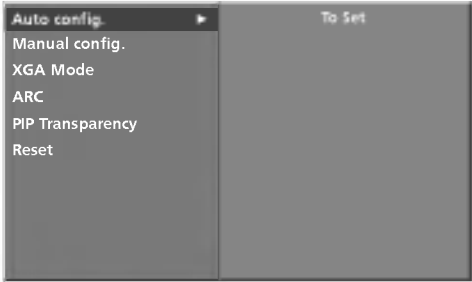 Auto config. ▶ To Set
Manual config.
XGA Mode
ARC
PIP Transparency
Reset